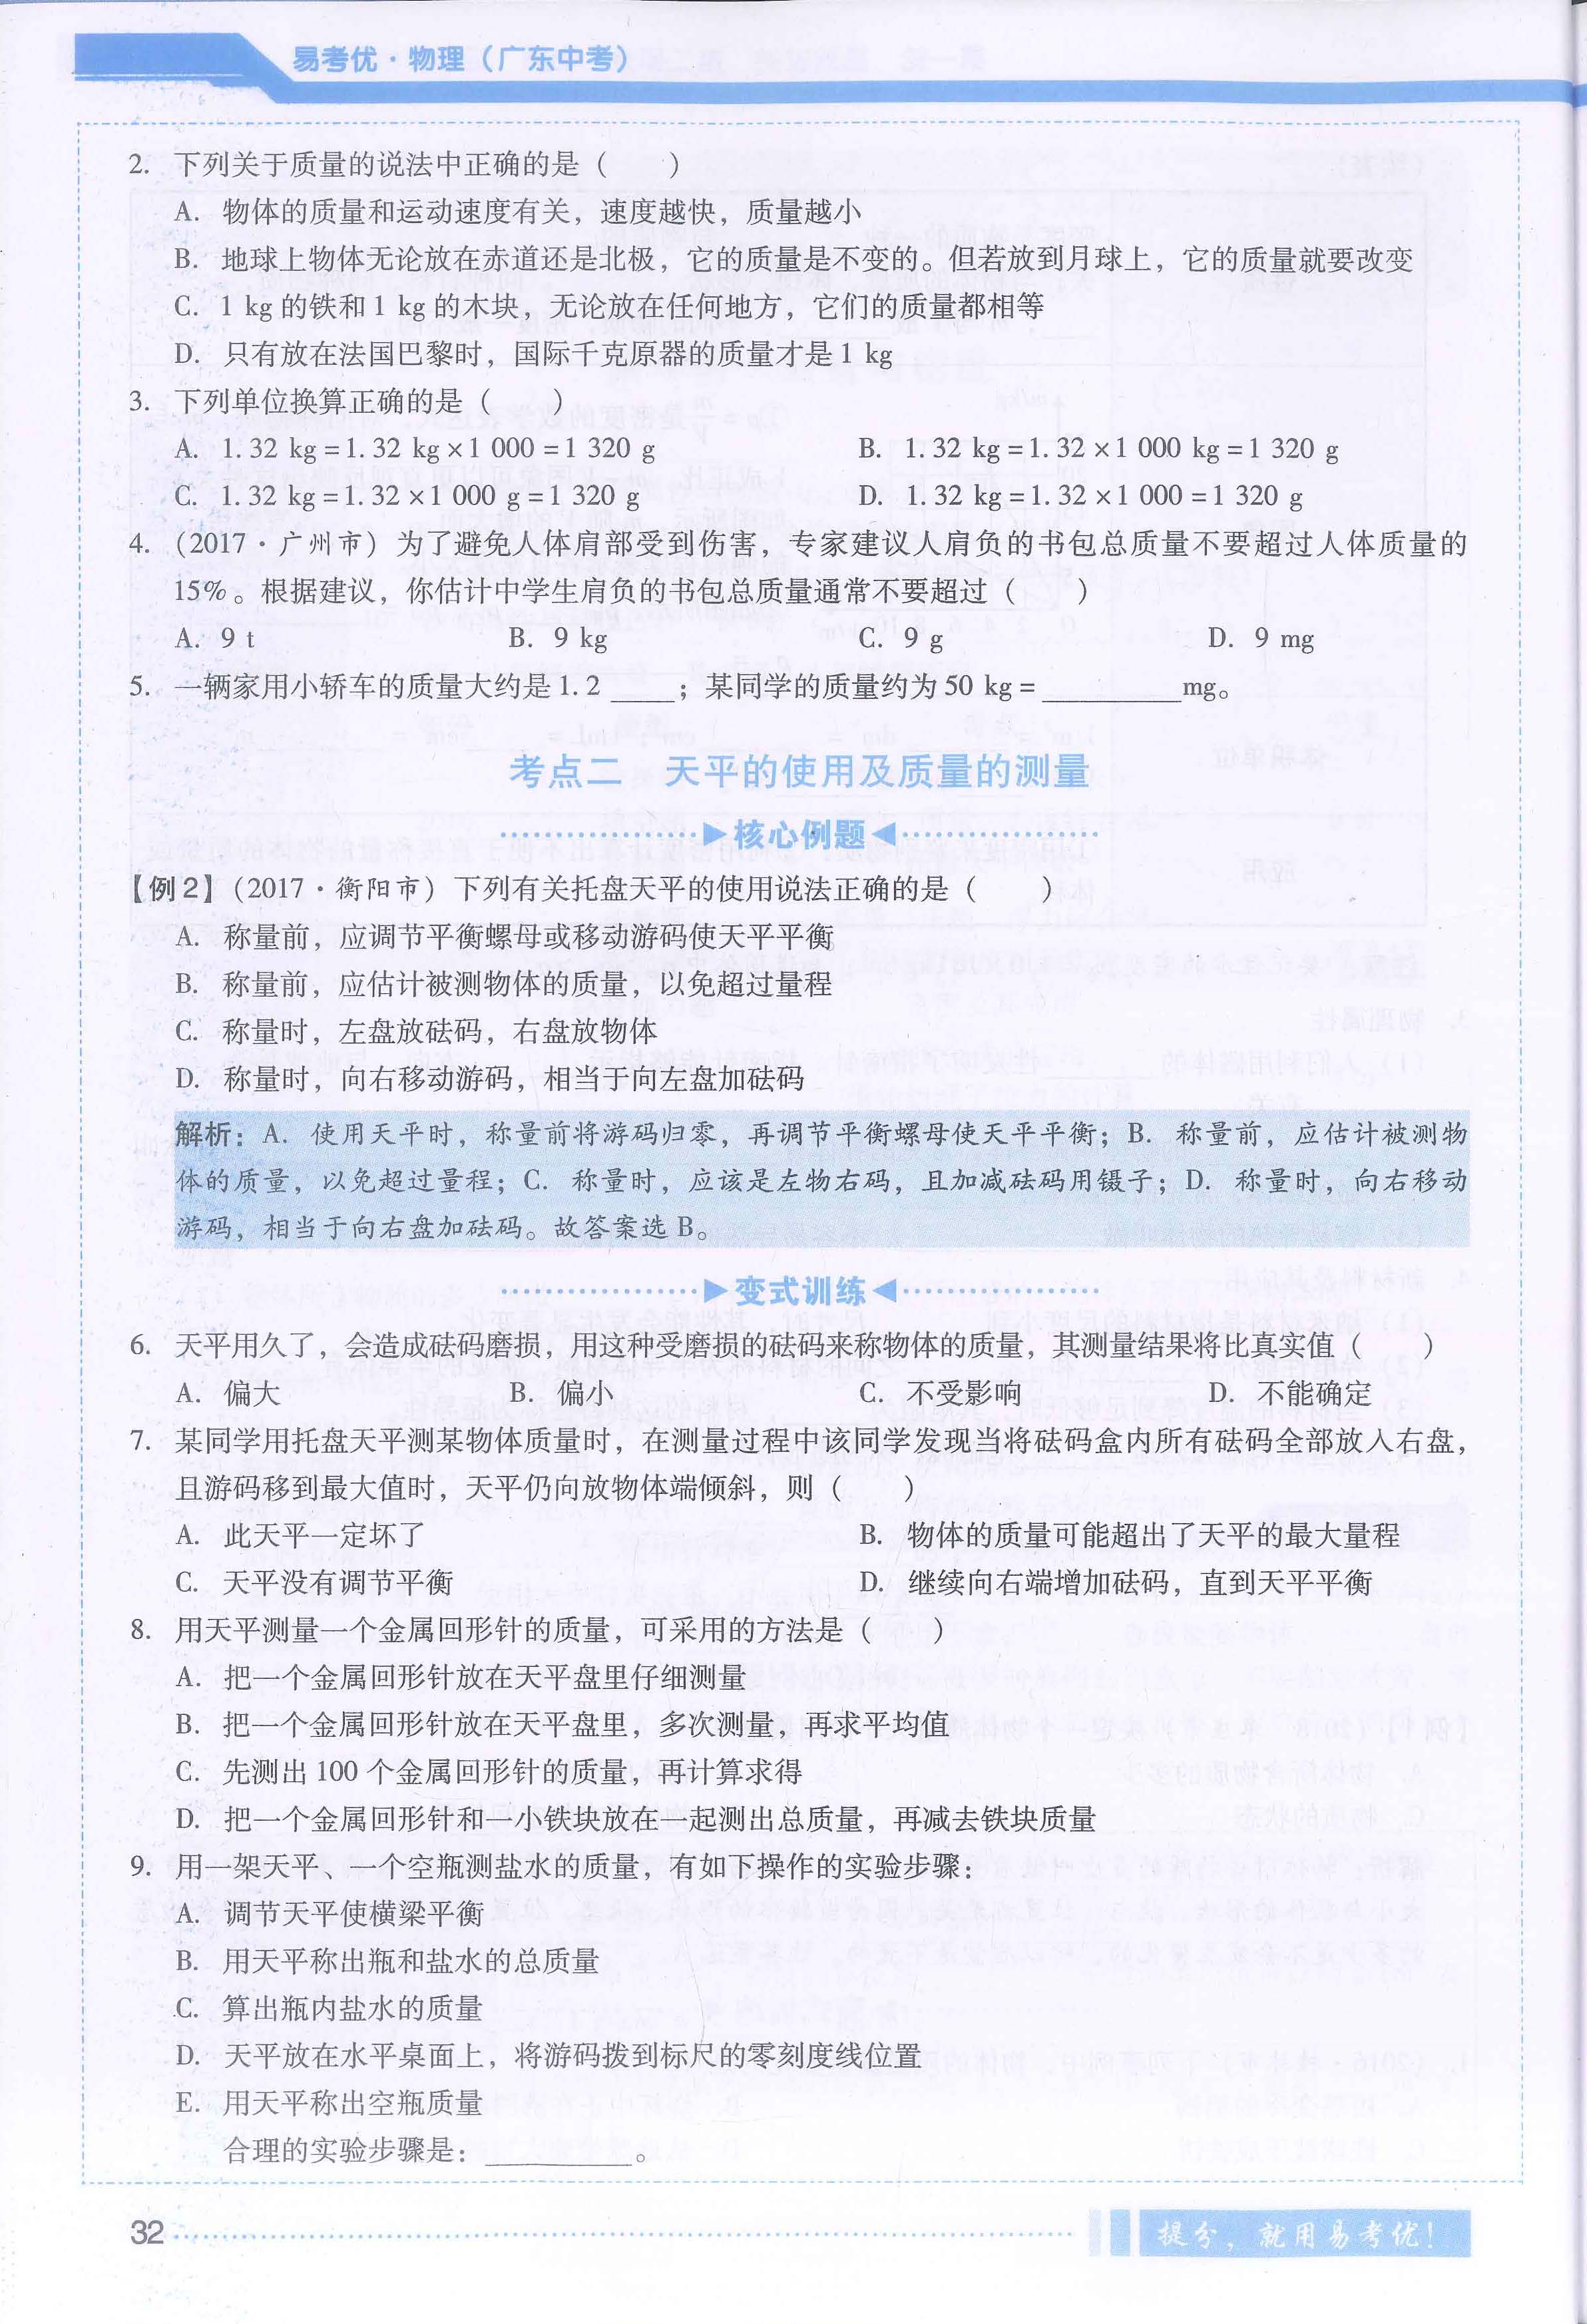 易考优·物理（广东中考）
2. 下列关于质量的说法中正确的是（　　）
A. 物体的质量和运动速度有关，速度越快，质量越小
B. 地球上物体无论放在赤道还是北极，它的质量是不变的。但若放到月球上，它的质量就要改变
C. 1 kg 的铁和 1 kg 的木块，无论放在任何地方，它们的质量都相等
D. 只有放在法国巴黎时，国际千克原器的质量才是 1 kg
3. 下列单位换算正确的是（　　）
A. 1.32 kg = 1.32 kg × 1 000 = 1 320 g　　B. 1.32 kg = 1.32 × 1 000 kg = 1 320 g
C. 1.32 kg = 1.32 × 1 000 g = 1 320 g　　D. 1.32 kg = 1.32 × 1 000 = 1 320 g
4.（2017·广州市）为了避免人体肩部受到伤害，专家建议人肩负的书包总质量不要超过人体质量的
15%。根据建议，你估计中学生肩负的书包总质量通常不要超过（　　）
A. 9 t　　B. 9 kg　　C. 9 g　　D. 9 mg
5. 一辆家用小轿车的质量大约是 1.2 ____；某同学的质量约为 50 kg = _________mg。
考点二　天平的使用及质量的测量
核心例题
【例2】（2017·衡阳市）下列有关托盘天平的使用说法正确的是（　　）
A. 称量前，应调节平衡螺母或移动游码使天平平衡
B. 称量前，应估计被测物体的质量，以免超过量程
C. 称量时，左盘放砝码，右盘放物体
D. 称量时，向右移动游码，相当于向左盘加砝码
解析：A. 使用天平时，称量前将游码归零，再调节平衡螺母使天平平衡；B. 称量前，应估计被测物
体的质量，以免超过量程；C. 称量时，应该是左物右码，且加减砝码用镊子；D. 称量时，向右移动
游码，相当于向右盘加砝码。故答案选 B。
变式训练
6. 天平用久了，会造成砝码磨损，用这种受磨损的砝码来称物体的质量，其测量结果将比真实值（　　）
A. 偏大　　B. 偏小　　C. 不受影响　　D. 不能确定
7. 某同学用托盘天平测某物体质量时，在测量过程中该同学发现当将砝码盒内所有砝码全部放入右盘，
且游码移到最大值时，天平仍向放物体端倾斜，则（　　）
A. 此天平一定坏了　　B. 物体的质量可能超出了天平的最大量程
C. 天平没有调节平衡　　D. 继续向右端增加砝码，直到天平平衡
8. 用天平测量一个金属回形针的质量，可采用的方法是（　　）
A. 把一个金属回形针放在天平盘里仔细测量
B. 把一个金属回形针放在天平盘里，多次测量，再求平均值
C. 先测出 100 个金属回形针的质量，再计算求得
D. 把一个金属回形针和一小铁块放在一起测出总质量，再减去铁块质量
9. 用一架天平、一个空瓶测盐水的质量，有如下操作的实验步骤：
A. 调节天平使横梁平衡
B. 用天平称出瓶和盐水的总质量
C. 算出瓶内盐水的质量
D. 天平放在水平桌面上，将游码拨到标尺的零刻度线位置
E. 用天平称出空瓶质量
合理的实验步骤是：_________。
32
提分，就用易考优！